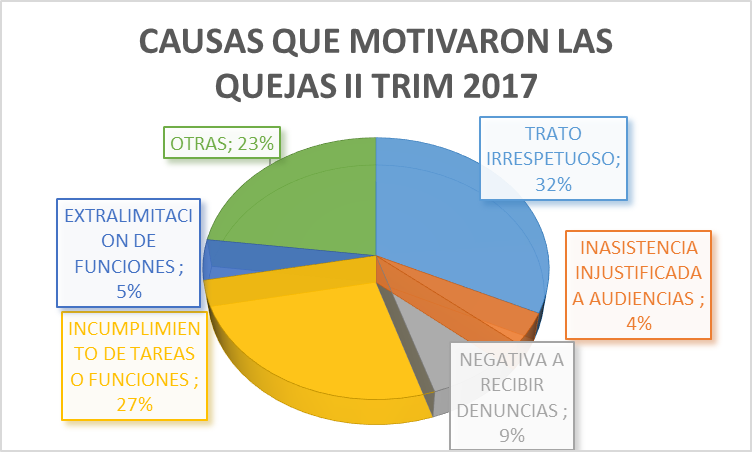 CAUSAS QUE MOTIVARON LAS
QUEJAS II TRIM 2017
OTRAS; 23%
TRATO
IRRESPETUOSO;
32%
EXTRALIMITACI
ON DE
FUNCIONES ;
5%
INASISTENCIA
INJUSTIFICADA
A AUDIENCIAS ;
4%
INCUMPLIMIEN
TO DE TAREAS
O FUNCIONES ;
27%
NEGATIVA A
RECIBIR
DENUNCIAS ;
9%